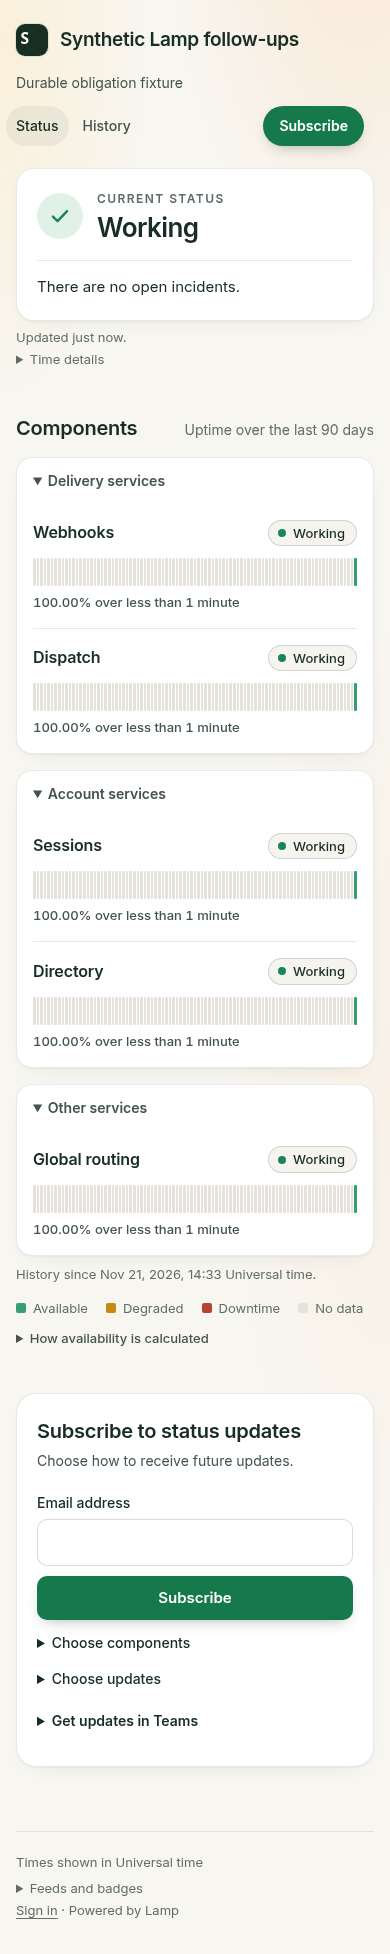 S
Synthetic Lamp follow-ups
Durable obligation fixture
Status
History
Subscribe
CURRENT STATUS
Working
There are no open incidents.
Updated just now.
Time details
Components
Uptime over the last 90 days
Delivery services
Webhooks
Working
100.00% over less than 1 minute
Dispatch
Working
100.00% over less than 1 minute
Account services
Sessions
Working
100.00% over less than 1 minute
Directory
Working
100.00% over less than 1 minute
Other services
Global routing
Working
100.00% over less than 1 minute
History since Nov 21, 2026, 14:33 Universal time.
Available
Degraded
Downtime
No data
How availability is calculated
Subscribe to status updates
Choose how to receive future updates.
Email address
Subscribe
Choose components
Choose updates
Get updates in Teams
Times shown in Universal time
Feeds and badges
Sign in · Powered by Lamp